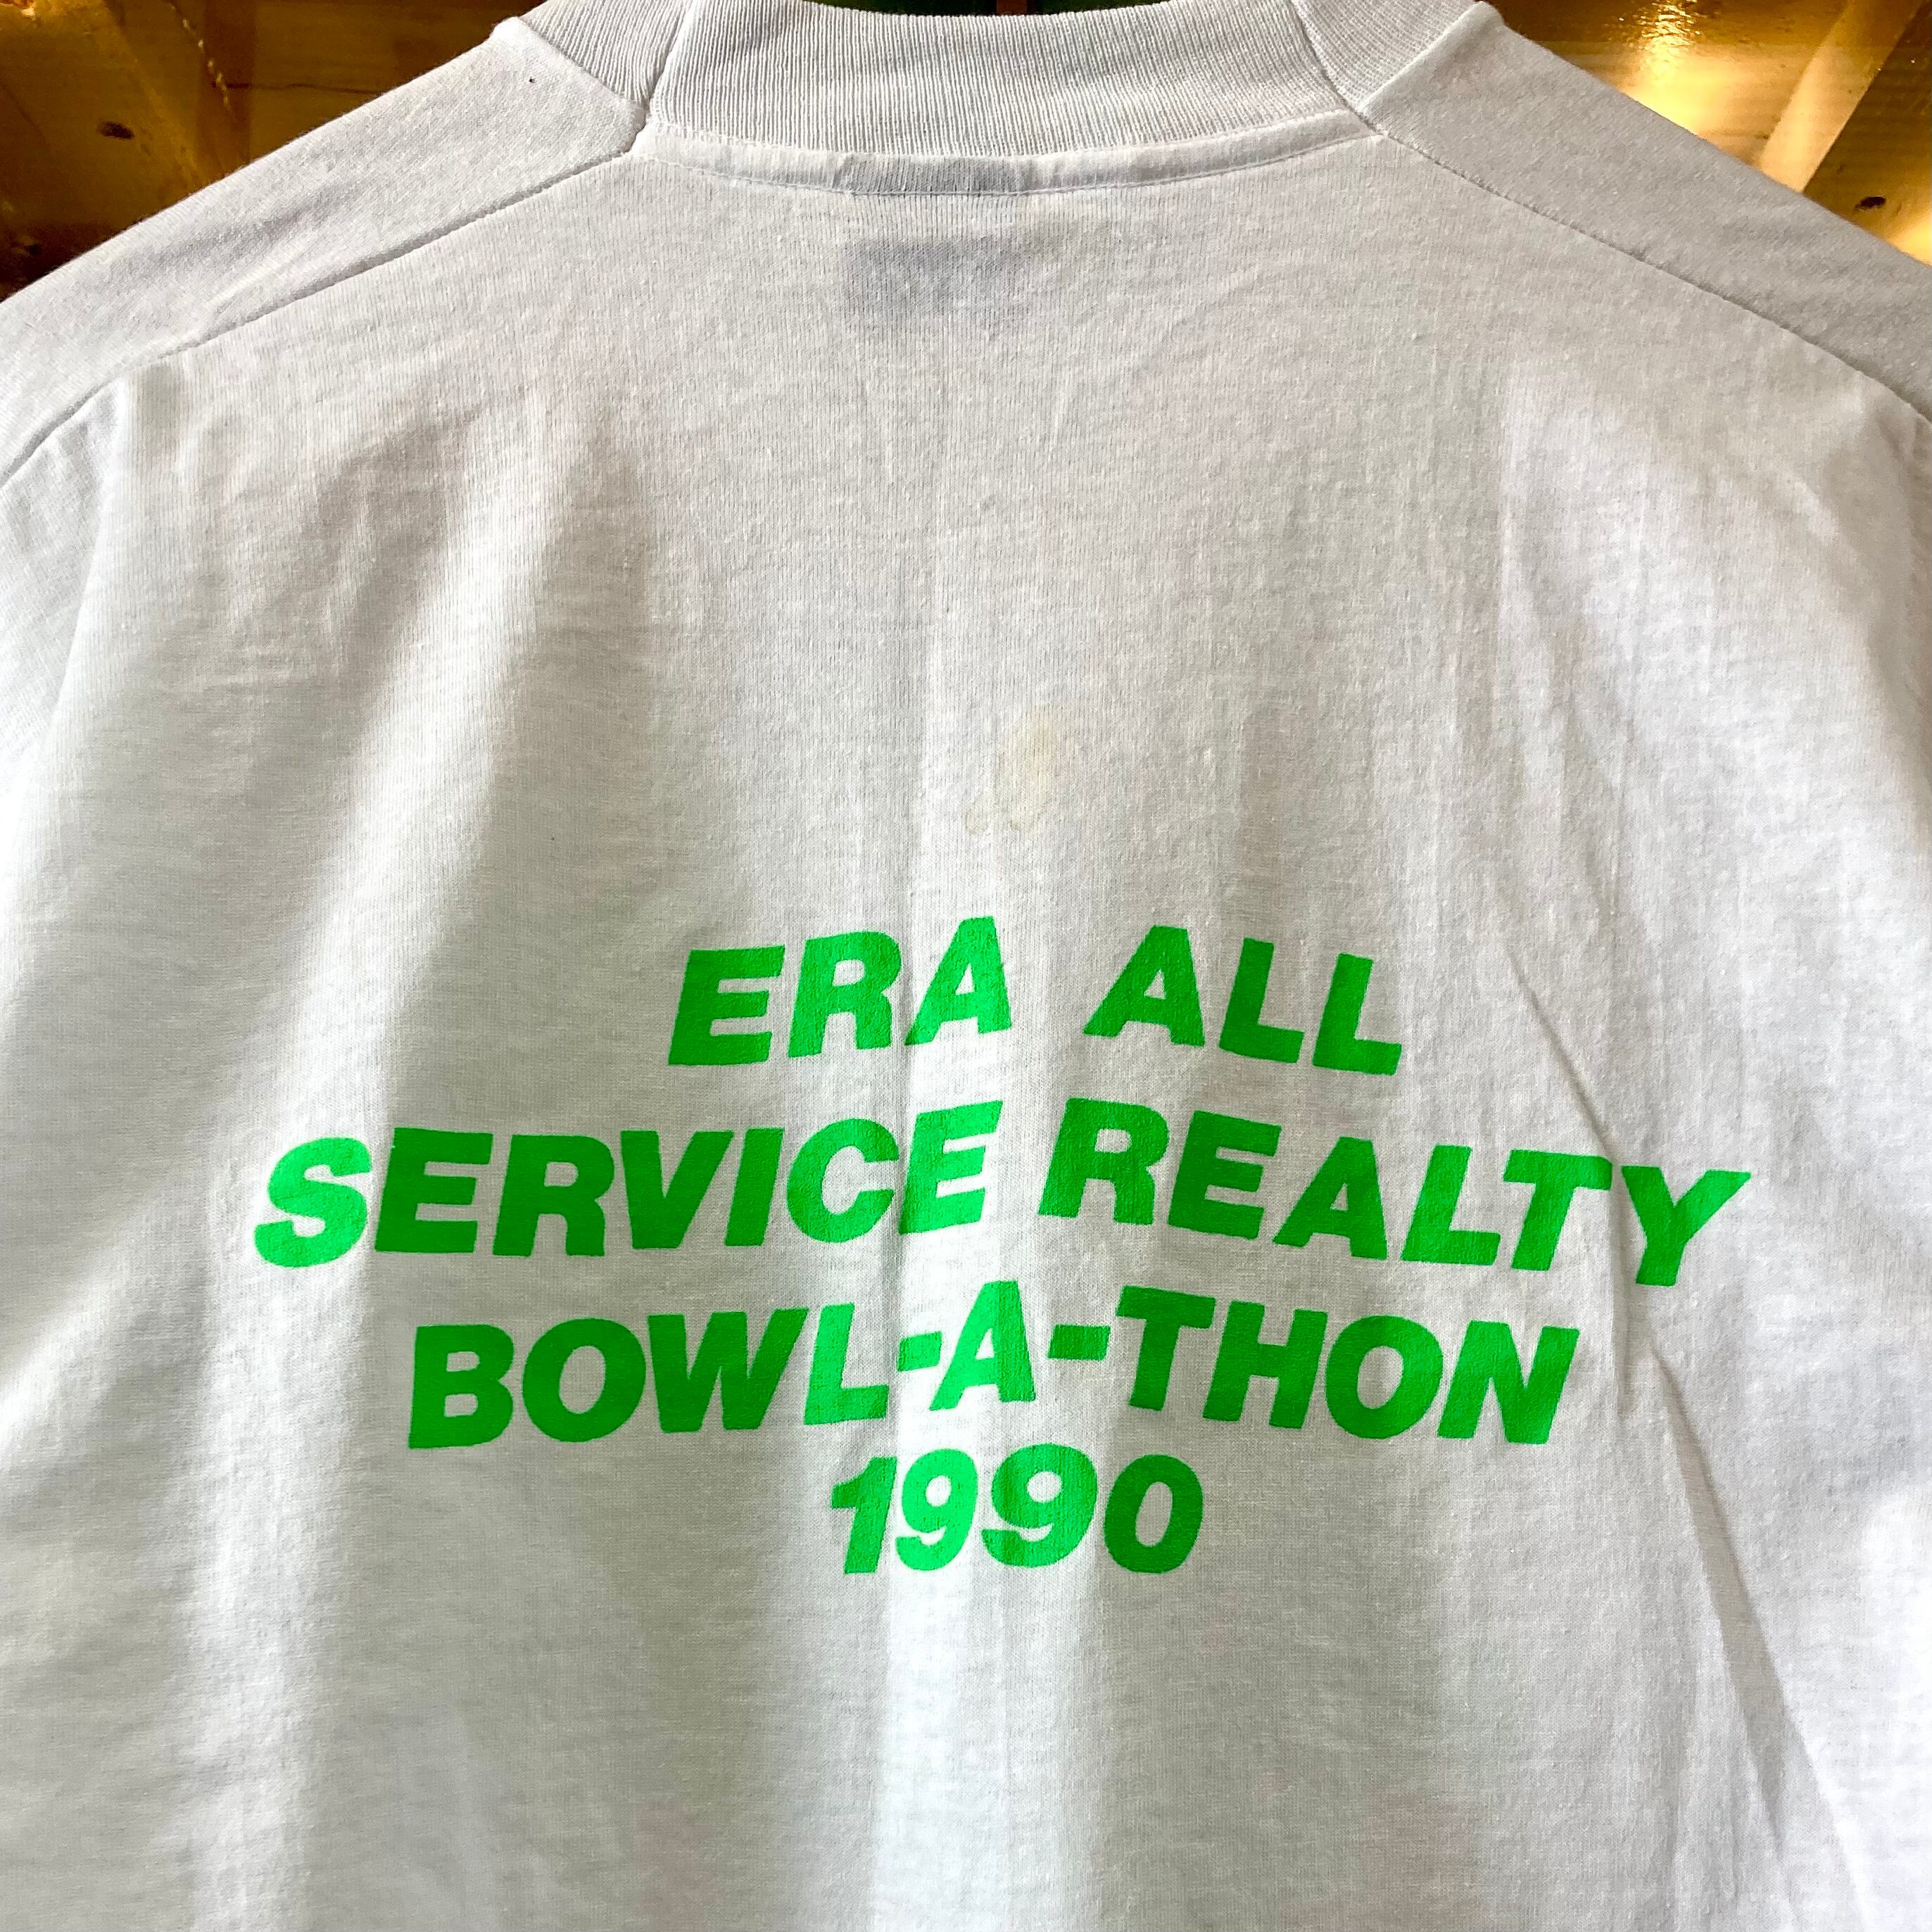 ERA ALL
SERVICE REALTY
BOWL-A-THON
1990